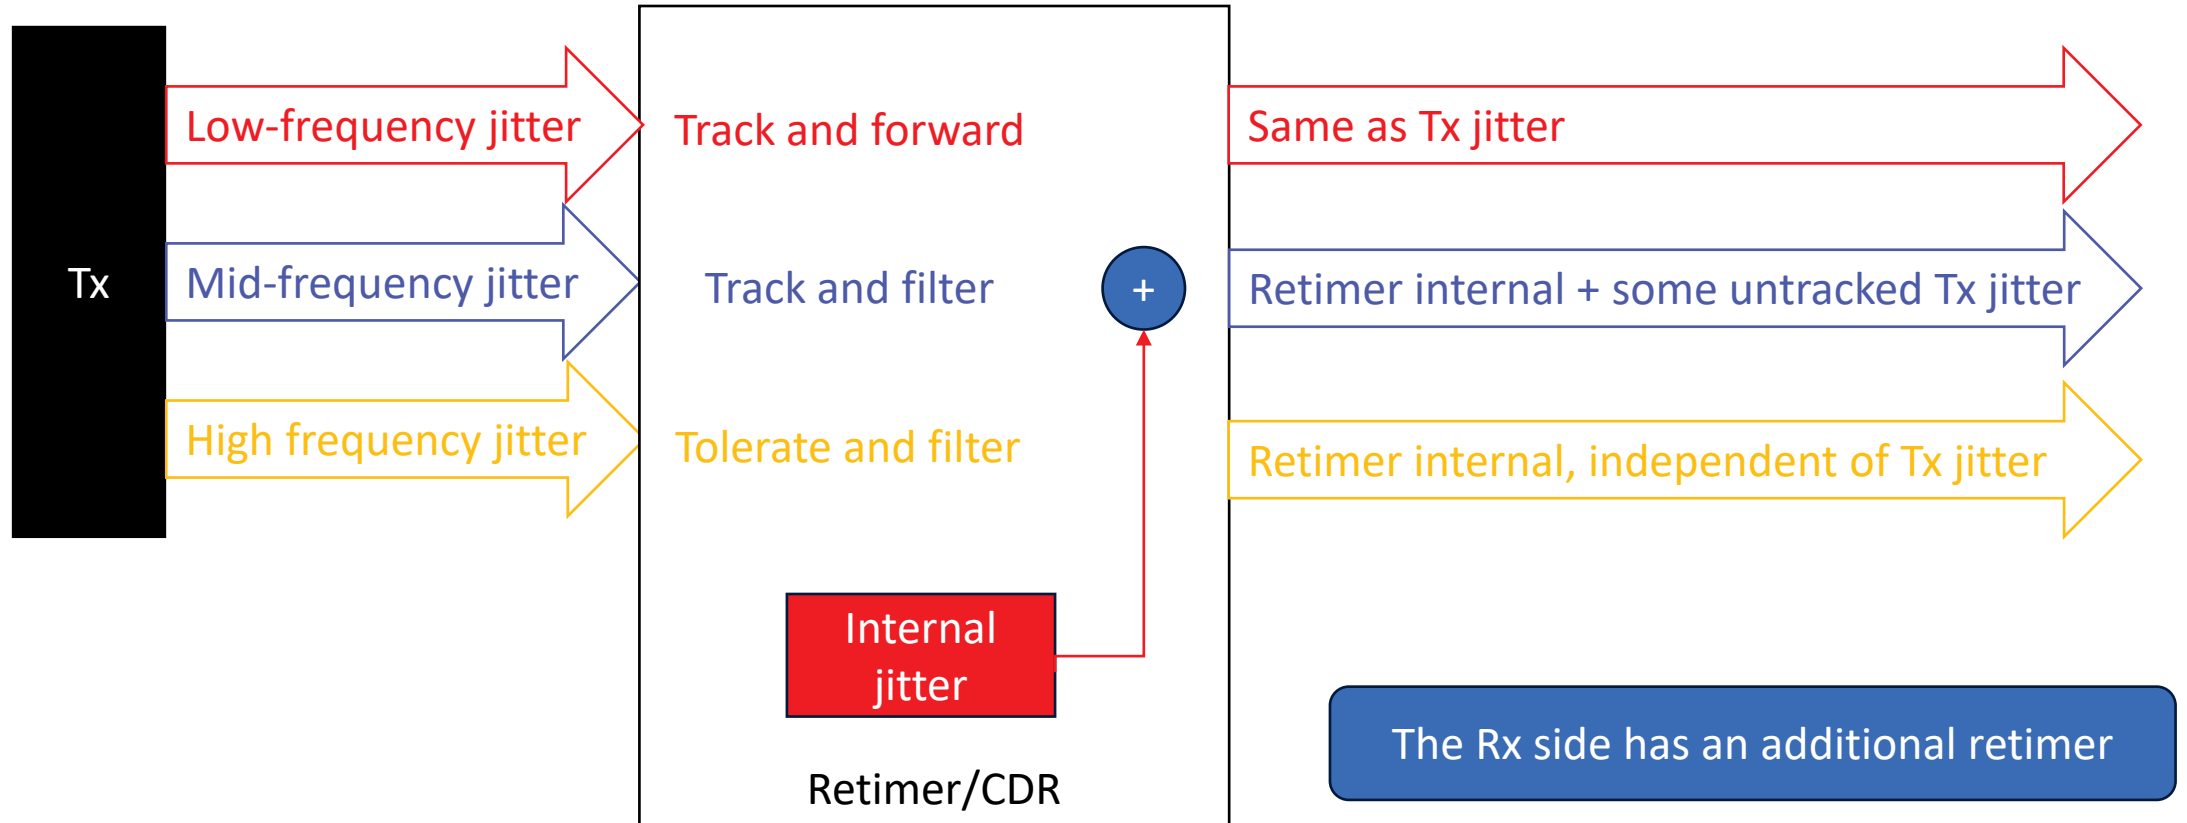 Tx
Low-frequency jitter
Track and forward
Same as Tx jitter
Mid-frequency jitter
Track and filter
+
Retimer internal + some untracked Tx jitter
High frequency jitter
Tolerate and filter
Retimer internal, independent of Tx jitter
Internal
jitter
Retimer/CDR
The Rx side has an additional retimer